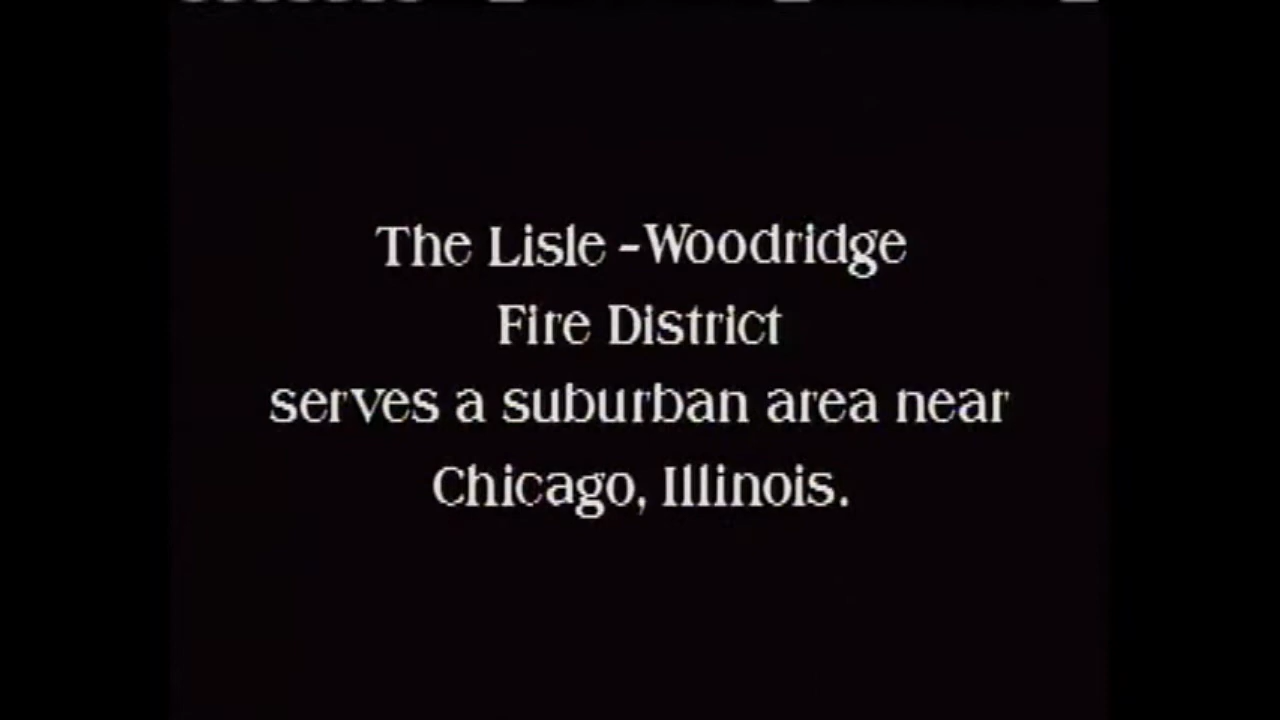 The Lisle -Woodridge
Fire District
serves a suburban area near
Chicago, Illinois.